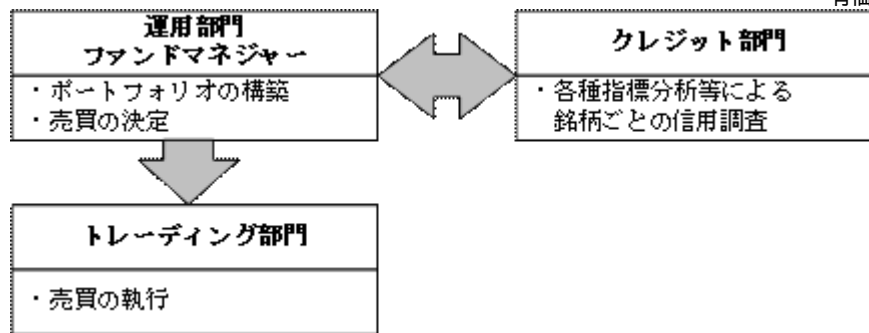 運用部門
ファンドマネジャー
・ポートフォリオの構築
・売買の決定
クレジット部門
・各種指標分析等による
銘柄ごとの信用調査
トレーディング部門
・売買の執行